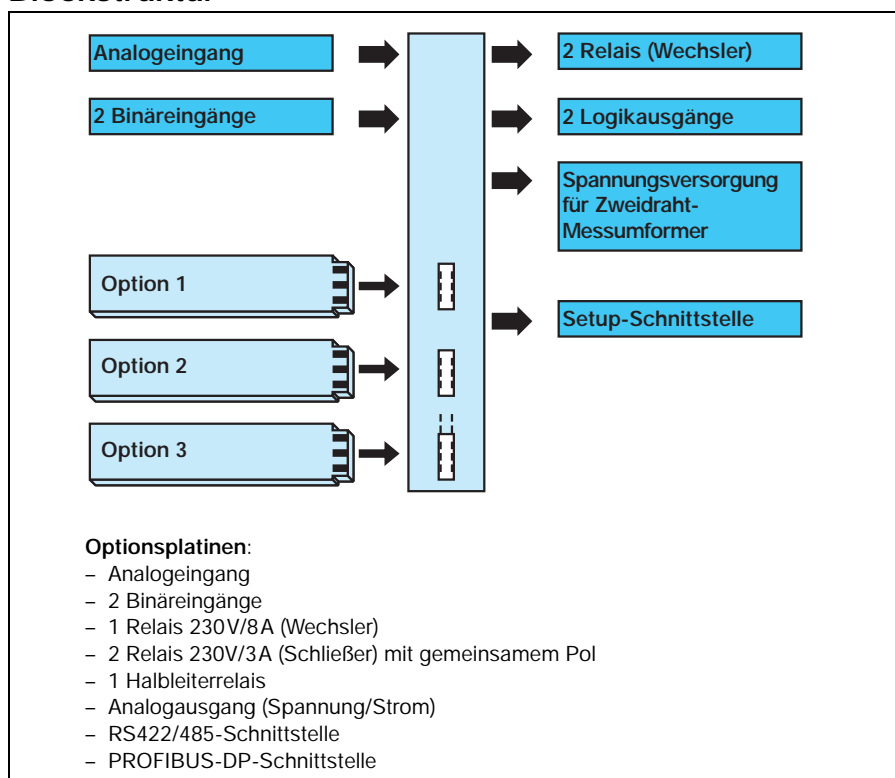 Analogeingang
2 Relais (Wechsler)
2 Binäreingänge
2 Logikausgänge
Spannungsversorgung
für Zweidraht-
Messumformer
Option 1
Setup-Schnittstelle
Option 2
Option 3
Optionsplatinen:
– Analogeingang
– 2 Binäreingänge
– 1 Relais 230V/8A (Wechsler)
– 2 Relais 230V/3A (Schließer) mit gemeinsamem Pol
– 1 Halbleiterrelais
– Analogausgang (Spannung/Strom)
– RS422/485-Schnittstelle
– PROFIBUS-DP-Schnittstelle